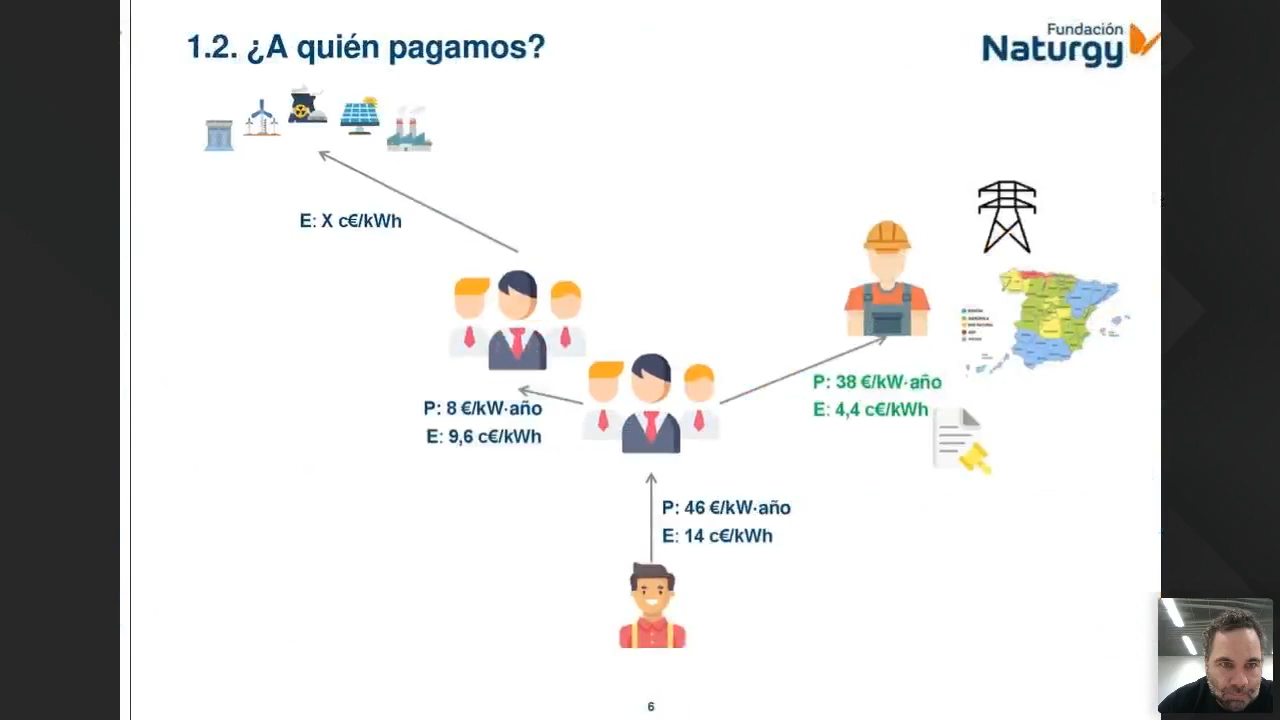 1.2. ¿A quién pagamos?
Fundación
Naturgy
E: X c€/kWh
P: 38 €/kW·año
E: 4,4 c€/kWh
P: 8 €/kW·año
E: 9,6 c€/kWh
P: 46 €/kW·año
E: 14 c€/kWh
6